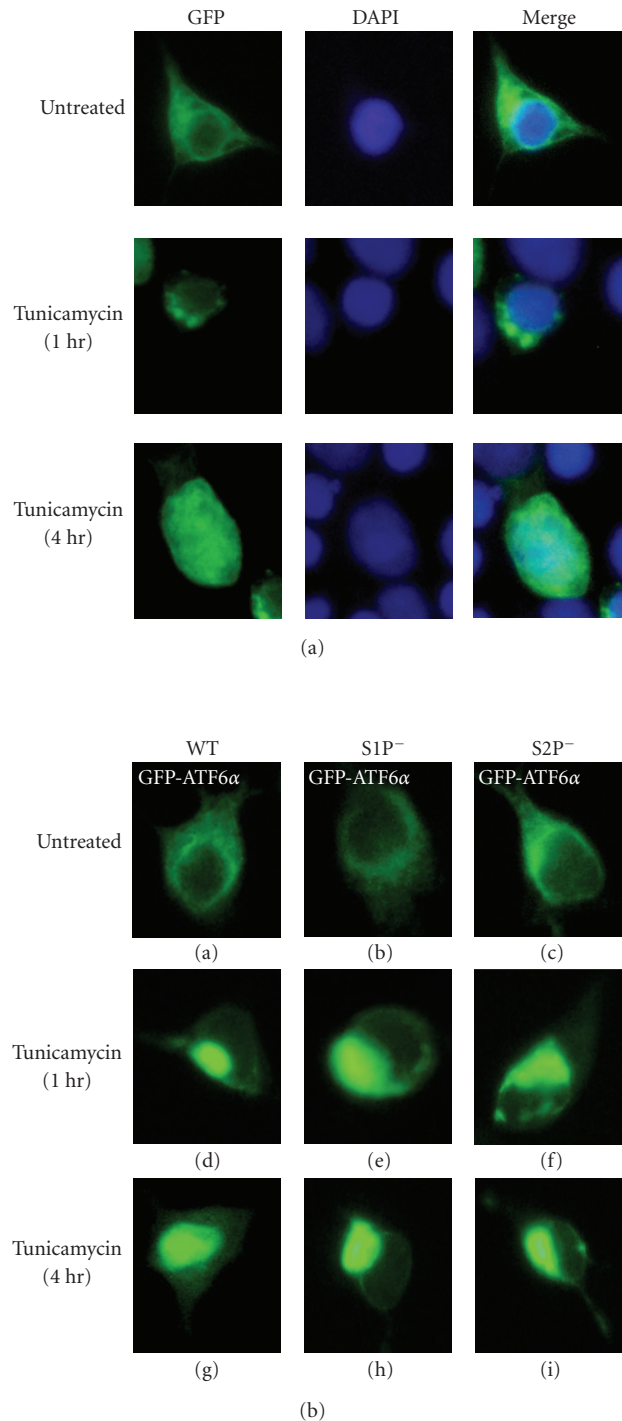 GFP DAPI Merge
Untreated
Tunicamycin
(1 hr)
Tunicamycin
(4 hr)
(a)
WT S1P⁻ S2P⁻
GFP-ATF6α GFP-ATF6α GFP-ATF6α
Untreated
(a) (b) (c)
Tunicamycin
(1 hr)
(d) (e) (f)
Tunicamycin
(4 hr)
(g) (h) (i)
(b)